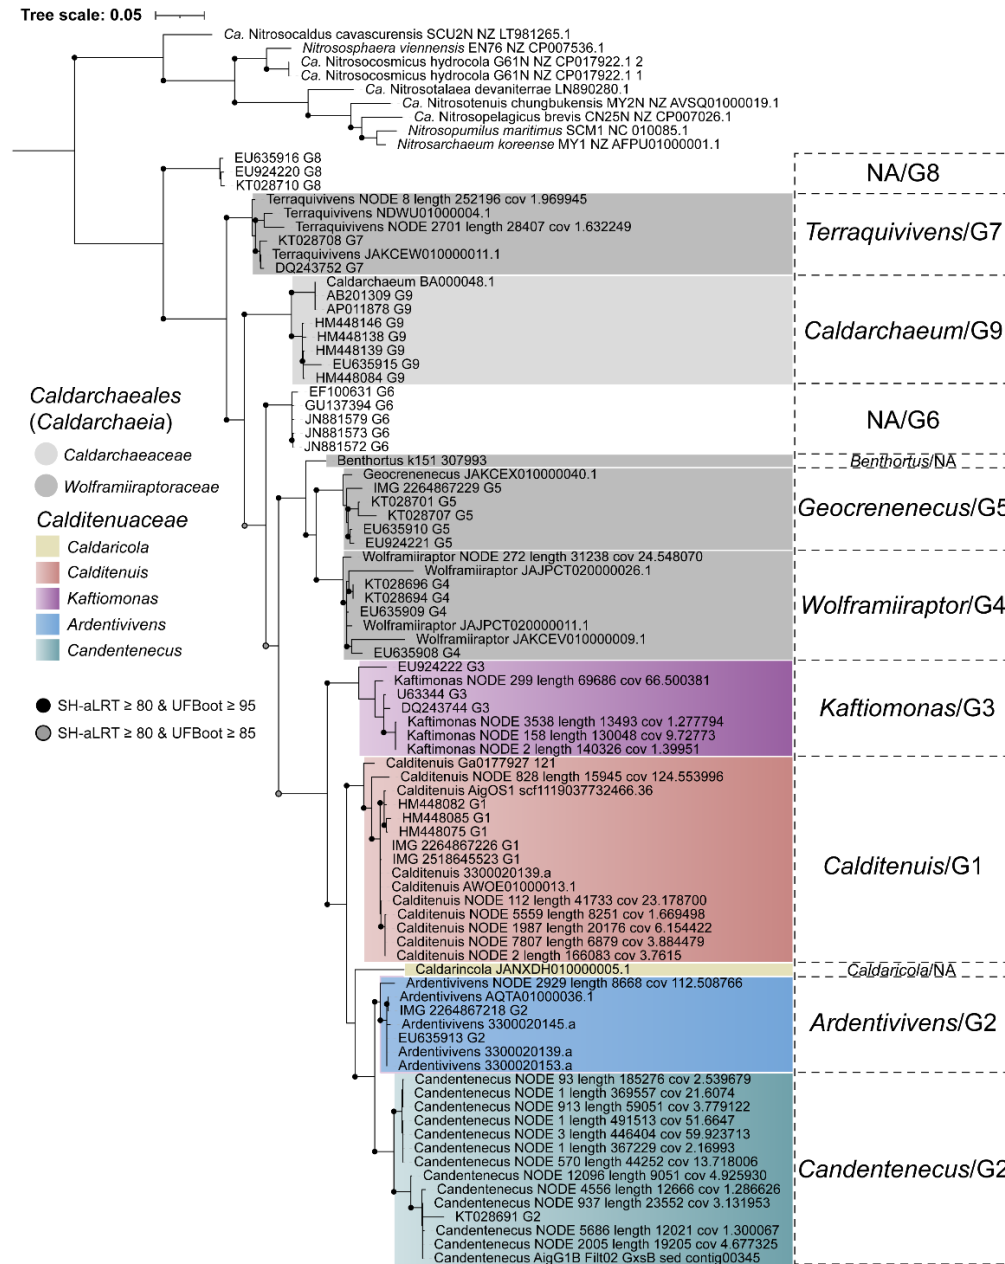 Tree scale: 0.05
Ca. Nitrosocaldus cavascurensis SCU2N NZ LT981265.1
Nitrososphaera viennensis EN76 NZ CP007536.1
Ca. Nitrosocosmicus hydrocola G61N NZ CP017922.1 2
Ca. Nitrosocosmicus hydrocola G61N NZ CP017922.1 1
Ca. Nitrosotalaea devaniterrae LN890280.1
Ca. Nitrosotenuis chungbukensis MY2N NZ AVSQ01000019.1
Ca. Nitrosopelagicus brevis CN25N NZ CP007026.1
Nitrosopumilus maritimus SCM1 NC 010085.1
Nitrosarchaeum koreense MY1 NZ AFPU01000001.1
EU635916 G8
EU924220 G8
KT028710 G8
NA/G8
Terraquivivens NODE 8 length 252196 cov 1.969945
Terraquivivens NDWU01000004.1
Terraquivivens NODE 2701 length 28407 cov 1.632249
KT028708 G7
Terraquivivens JAKCEW010000011.1
DQ243752 G7
Terraquivivens/G7
Caldarchaeum BA000048.1
AB201309 G9
AP011878 G9
HM448146 G9
HM448138 G9
HM448139 G9
EU635915 G9
HM448084 G9
Caldarchaeum/G9
EF100631 G6
GU137394 G6
JN881579 G6
JN881573 G6
JN881572 G6
NA/G6
Benthortus k151 307993
Benthortus/NA
Geocrenenecus JAKCEX010000040.1
IMG 2264867229 G5
KT028701 G5
KT028707 G5
EU635910 G5
EU924221 G5
Geocrenenecus/G5
Wolframiiraptor NODE 272 length 31238 cov 24.548070
Wolframiiraptor JAJPCT020000026.1
KT028696 G4
KT028694 G4
EU635909 G4
Wolframiiraptor JAJPCT020000011.1
Wolframiiraptor JAKCEV010000009.1
EU635908 G4
Wolframiiraptor/G4
EU924222 G3
Kaftiomonas NODE 299 length 69686 cov 66.500381
U63344 G3
DQ243744 G3
Kaftiomonas NODE 3538 length 13493 cov 1.277794
Kaftiomonas NODE 158 length 130048 cov 9.72773
Kaftiomonas NODE 2 length 140326 cov 1.39951
Kaftiomonas/G3
Calditenuis Ga0177927 121
Calditenuis NODE 828 length 15945 cov 124.553996
Calditenuis AigOS1 scf1119037732466.36
HM448082 G1
HM448085 G1
HM448075 G1
IMG 2264867226 G1
IMG 2518645523 G1
Calditenuis 3300020139.a
Calditenuis AWOE01000013.1
Calditenuis NODE 112 length 41733 cov 23.178700
Calditenuis NODE 5559 length 8251 cov 1.669498
Calditenuis NODE 1987 length 20176 cov 6.154422
Calditenuis NODE 7807 length 6879 cov 3.884479
Calditenuis NODE 2 length 166083 cov 3.7615
Calditenuis/G1
Caldarincola JANXDH010000005.1
Caldaricola/NA
Ardentivivens NODE 2929 length 8668 cov 112.508766
Ardentivivens AQTA01000036.1
IMG 2264867218 G2
Ardentivivens 3300020145.a
EU635913 G2
Ardentivivens 3300020139.a
Ardentivivens 3300020153.a
Ardentivivens/G2
Candentenecus NODE 93 length 185276 cov 2.539679
Candentenecus NODE 1 length 369557 cov 21.6074
Candentenecus NODE 913 length 59051 cov 3.779122
Candentenecus NODE 1 length 491513 cov 51.6647
Candentenecus NODE 3 length 446404 cov 59.923713
Candentenecus NODE 1 length 367229 cov 2.16993
Candentenecus NODE 570 length 44252 cov 13.718006
Candentenecus NODE 12096 length 9051 cov 4.925930
Candentenecus NODE 4556 length 12666 cov 1.286626
Candentenecus NODE 937 length 23552 cov 3.131953
KT028691 G2
Candentenecus NODE 5686 length 12021 cov 1.300067
Candentenecus NODE 2005 length 19205 cov 4.677325
Candentenecus AigG1B Filt02 GxsB sed contig00345
Candentenecus/G2
Caldarchaeales
(Caldarchaeia)
Caldarchaeaceae
Wolframiiraptoraceae
Calditenuaceae
Caldaricola
Calditenuis
Kaftiomonas
Ardentivivens
Candentenecus
SH-aLRT ≥ 80 & UFBoot ≥ 95
SH-aLRT ≥ 80 & UFBoot ≥ 85